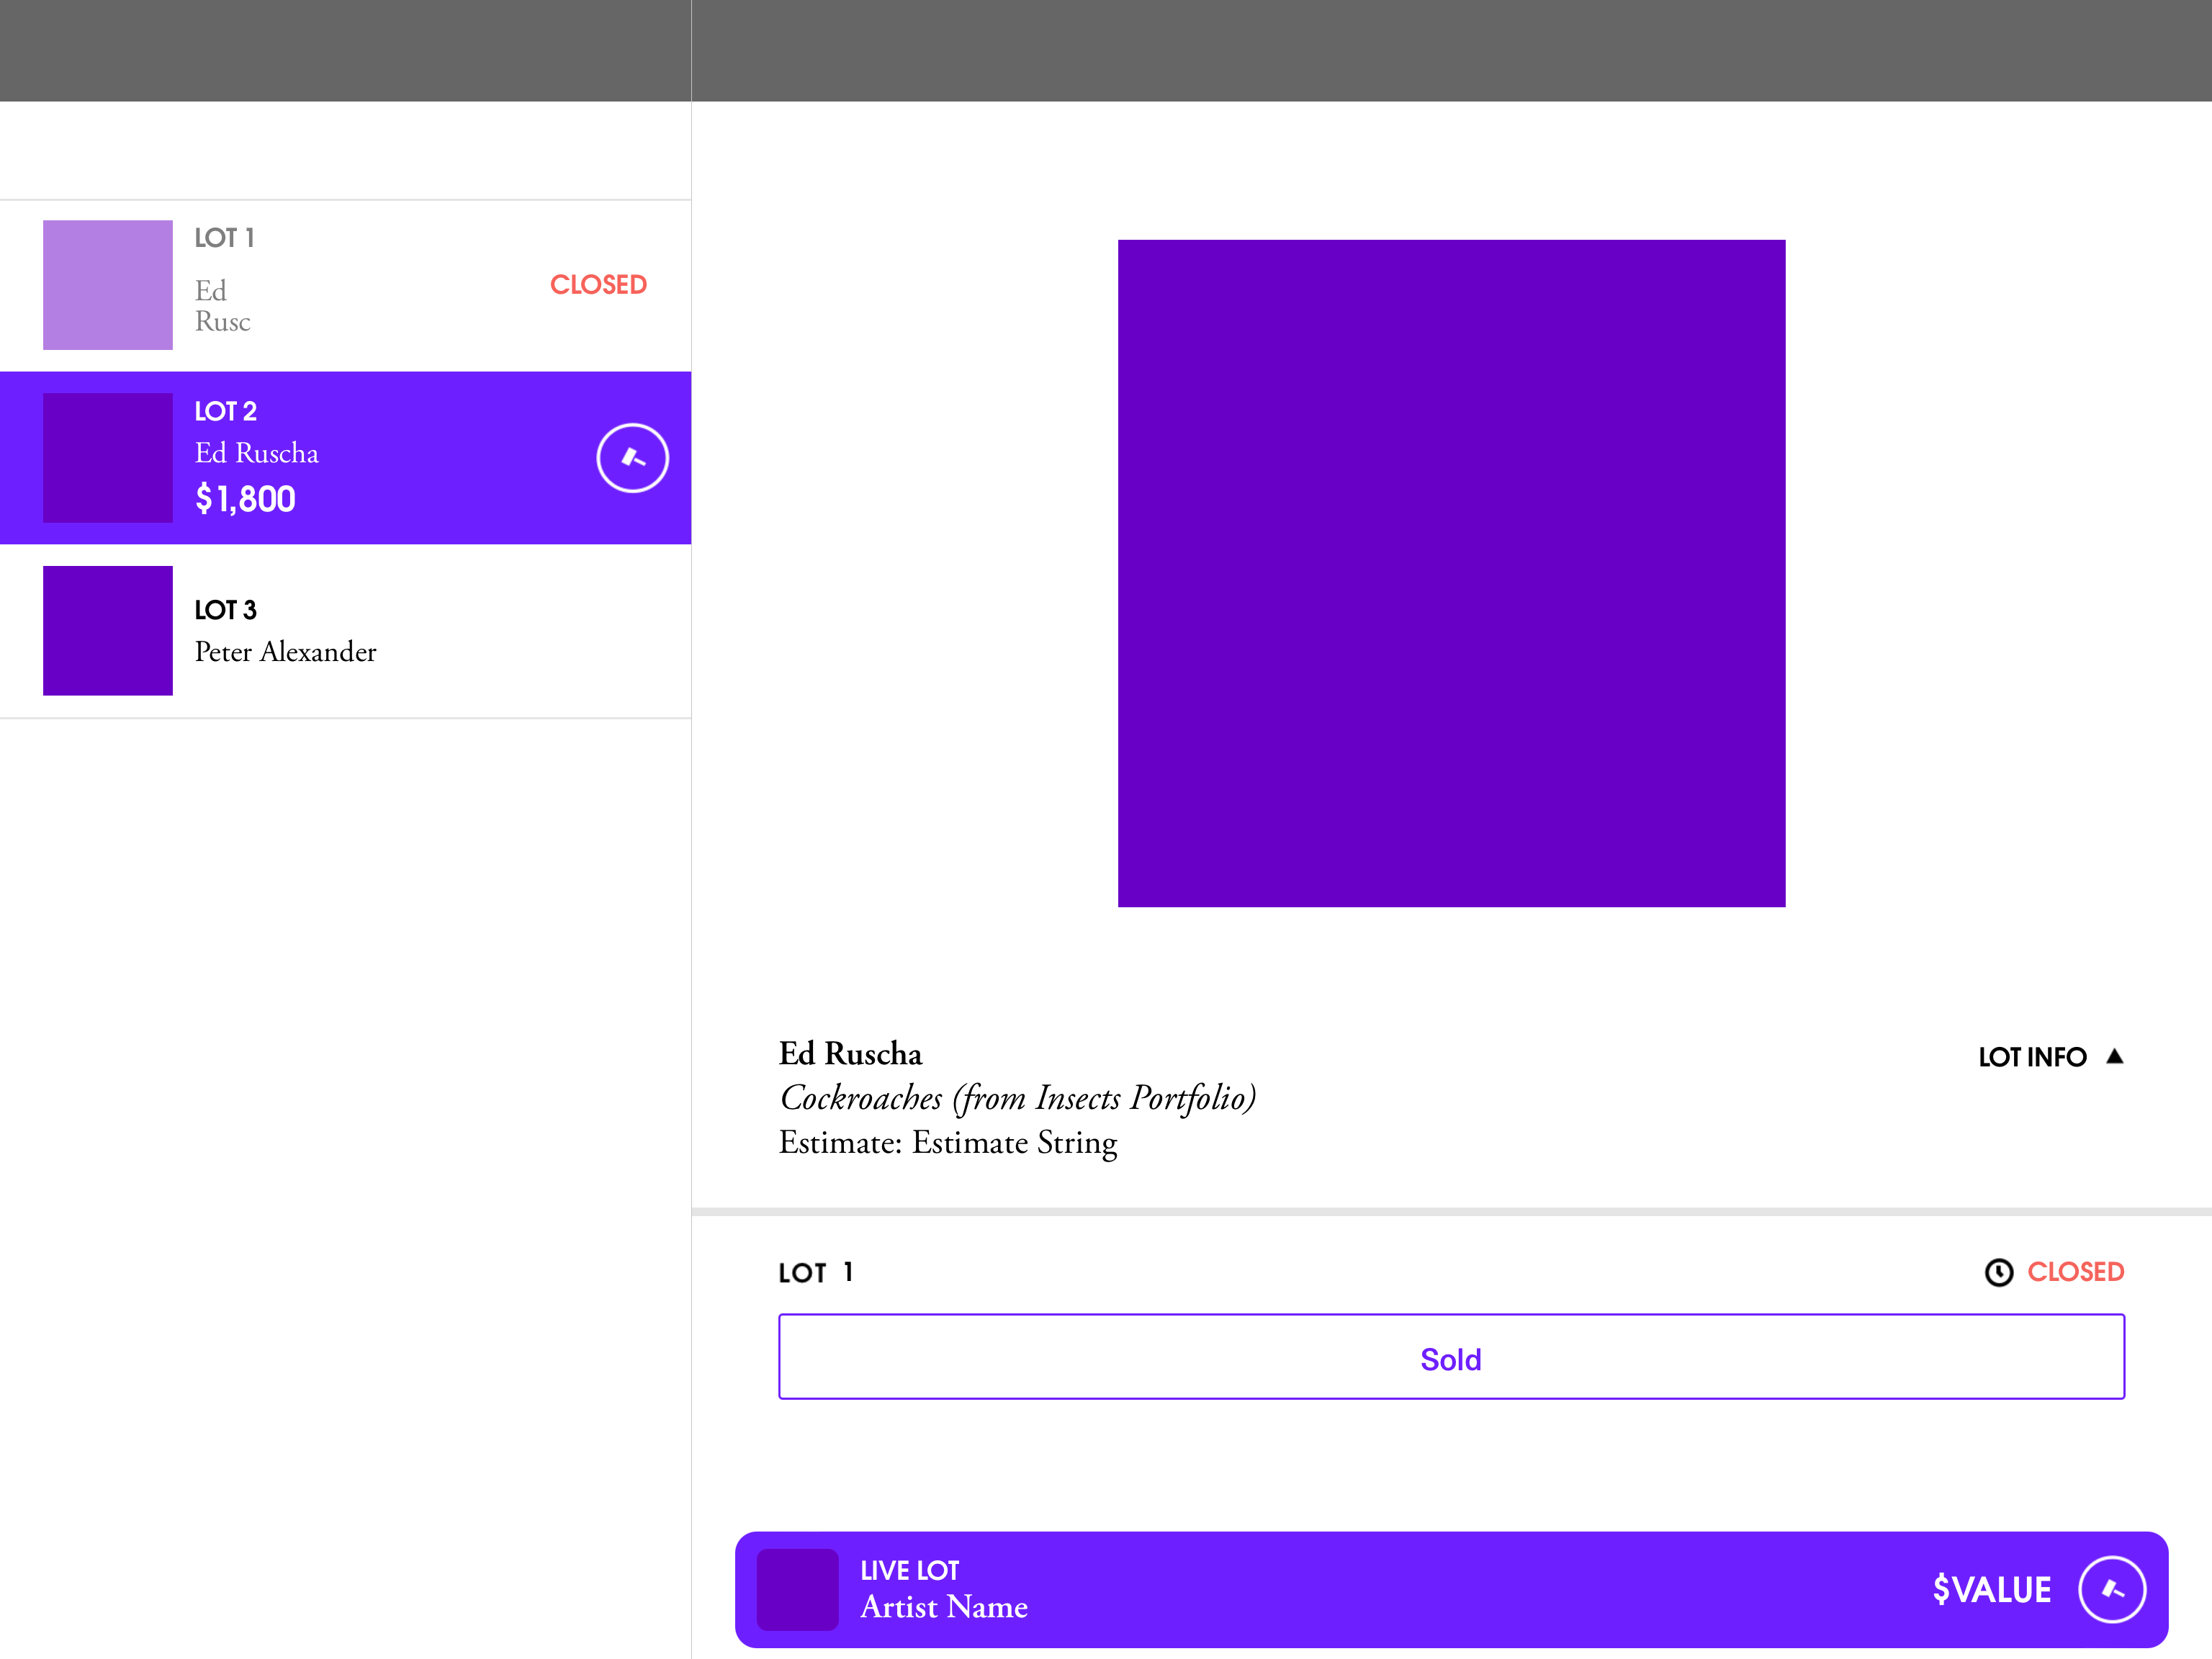 LOT 1
Ed
Rusc
CLOSED
LOT 2
Ed Ruscha
$1,800
LOT 3
Peter Alexander
Ed Ruscha
Cockroaches (from Insects Portfolio)
Estimate: Estimate String
LOT INFO
LOT 1
CLOSED
Sold
LIVE LOT
Artist Name
$VALUE